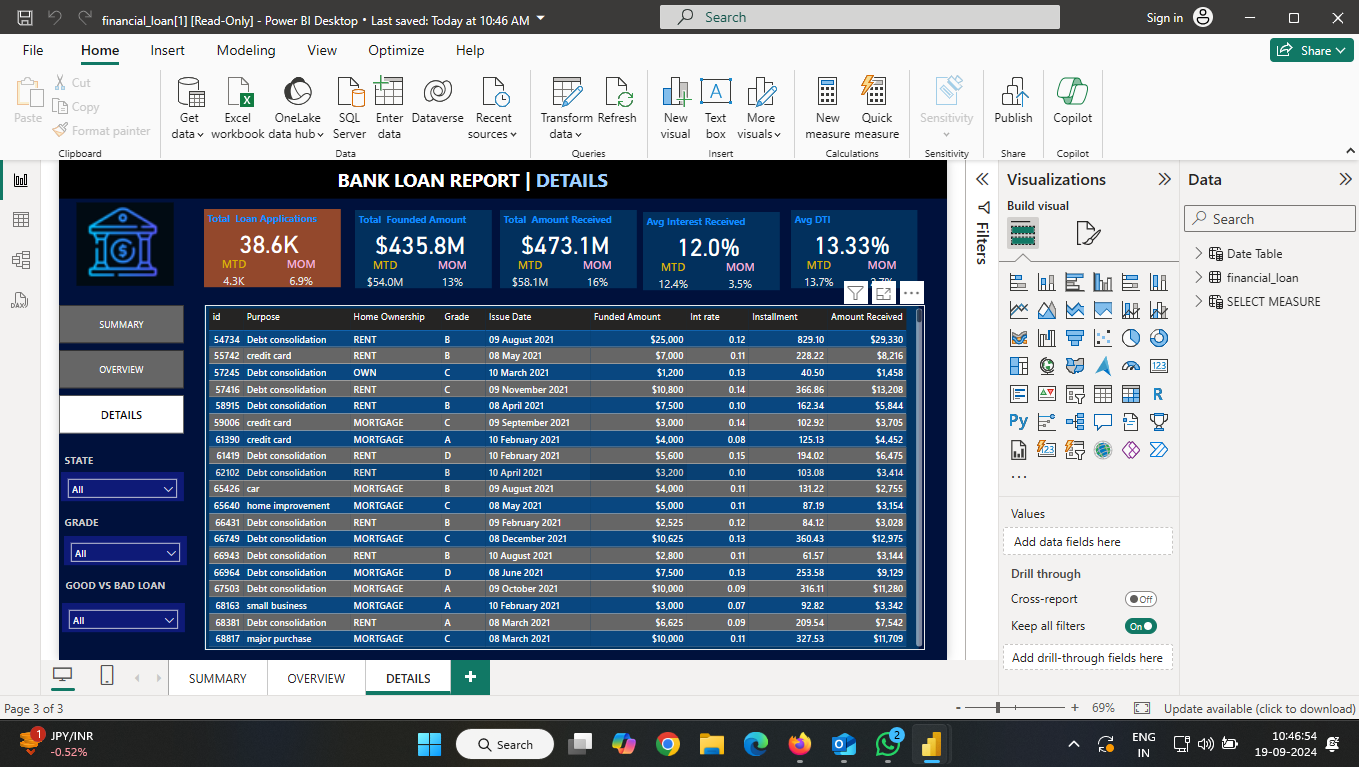 financial_loan[1] [Read-Only] - Power BI Desktop • Last saved: Today at 10:46 AM
Search
Sign in
File Home Insert Modeling View Optimize Help
Share
Paste
Cut
Copy
Format painter
Clipboard
Get data
Excel workbook
OneLake data hub
SQL Server
Enter data
Dataverse
Recent sources
Data
Transform data
Refresh
Queries
New visual
Text box
More visuals
Insert
New measure
Quick measure
Calculations
Sensitivity
Sensitivity
Publish
Share
Copilot
Copilot
BANK LOAN REPORT | DETAILS
Total Loan Applications
38.6K
MTD MOM
4.3K 6.9%
Total Founded Amount
$435.8M
MTD MOM
$54.0M 13%
Total Amount Received
$473.1M
MTD MOM
$58.1M 16%
Avg Interest Received
12.0%
MTD MOM
12.4% 3.5%
Avg DTI
13.33%
MTD MOM
13.7%
SUMMARY
OVERVIEW
DETAILS
STATE
All
GRADE
All
GOOD VS BAD LOAN
All
id Purpose Home Ownership Grade Issue Date Funded Amount Int rate Installment Amount Received
54734 Debt consolidation RENT B 09 August 2021 $25,000 0.12 829.10 $29,330
55742 credit card RENT B 08 May 2021 $7,000 0.11 228.22 $8,216
57245 Debt consolidation OWN C 10 March 2021 $1,200 0.13 40.50 $1,458
57416 Debt consolidation RENT C 09 November 2021 $10,800 0.14 366.86 $13,208
58915 Debt consolidation RENT B 08 April 2021 $7,500 0.10 162.34 $5,844
59006 credit card MORTGAGE C 09 September 2021 $3,000 0.14 102.92 $3,705
61390 credit card MORTGAGE A 10 February 2021 $4,000 0.08 125.13 $4,452
61419 Debt consolidation RENT D 10 February 2021 $5,600 0.15 194.02 $6,475
62102 Debt consolidation RENT B 10 April 2021 $3,200 0.10 103.08 $3,414
65426 car MORTGAGE B 09 August 2021 $4,000 0.11 131.22 $2,755
65640 home improvement MORTGAGE C 08 May 2021 $5,000 0.11 87.19 $3,154
66431 Debt consolidation RENT B 09 February 2021 $2,525 0.12 84.12 $3,028
66749 Debt consolidation MORTGAGE C 08 December 2021 $10,625 0.13 360.43 $12,975
66943 Debt consolidation RENT B 10 August 2021 $2,800 0.11 61.57 $3,144
66964 Debt consolidation MORTGAGE D 08 June 2021 $7,500 0.13 253.58 $9,129
67503 Debt consolidation MORTGAGE A 09 October 2021 $10,000 0.09 316.11 $11,280
68163 small business MORTGAGE A 10 February 2021 $3,000 0.07 92.82 $3,342
68381 Debt consolidation RENT A 08 March 2021 $6,625 0.09 209.54 $7,542
68817 major purchase MORTGAGE C 08 March 2021 $10,000 0.11 327.53 $11,709
Filters
Visualizations
Build visual
123
R
Py
Values
Add data fields here
Drill through
Cross-report Off
Keep all filters On
Add drill-through fields here
Data
Search
Date Table
financial_loan
SELECT MEASURE
SUMMARY OVERVIEW DETAILS +
Page 3 of 3
- + 69%
Update available (click to download)
1
JPY/INR
-0.52%
Search
2
ENG
IN
10:46:54
19-09-2024